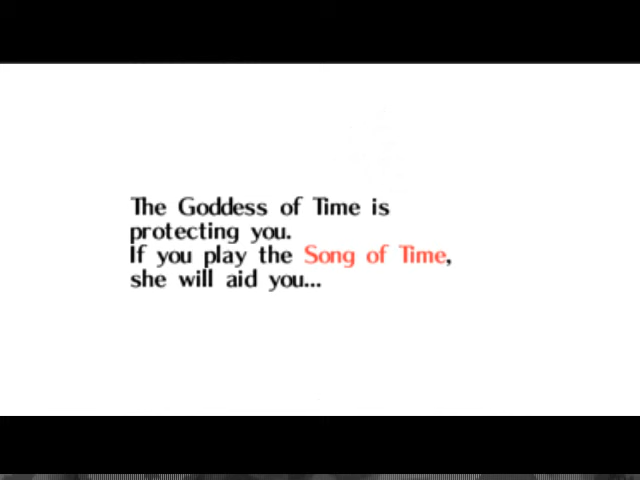 The Goddess of Time is
protecting you.
If you play the Song of Time,
she will aid you...